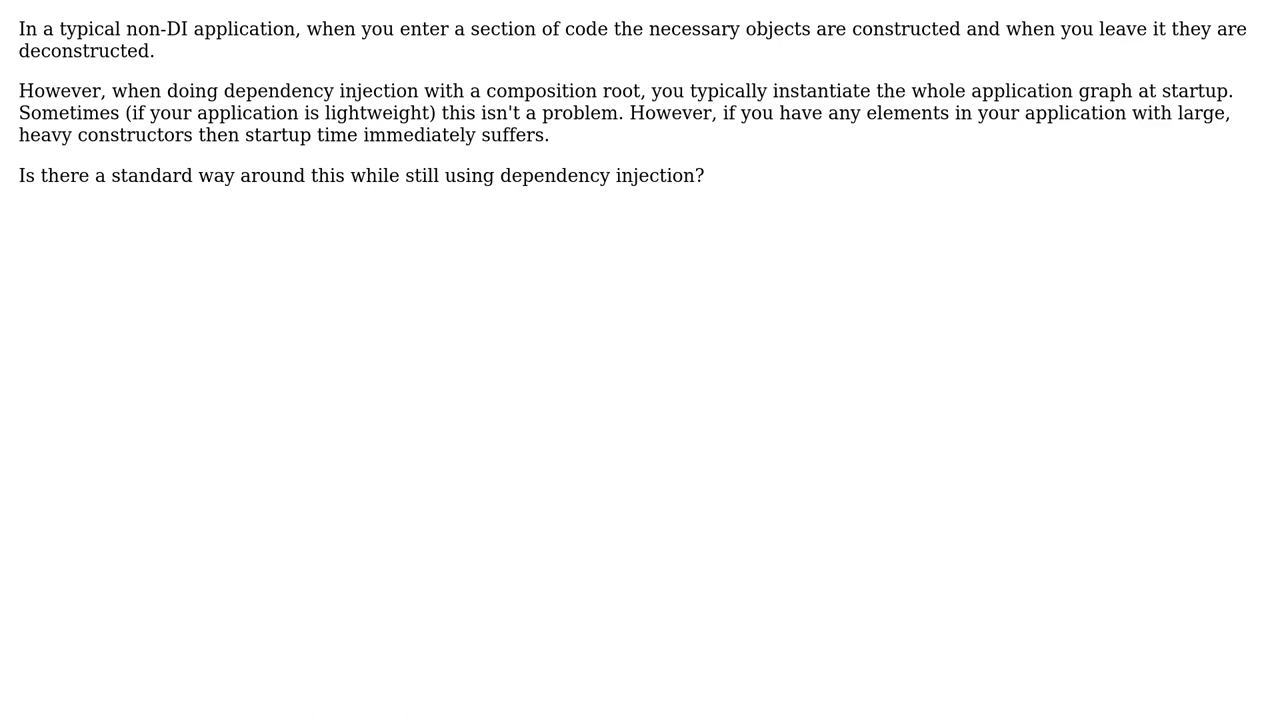 In a typical non-DI application, when you enter a section of code the necessary objects are constructed and when you leave it they are
deconstructed.
However, when doing dependency injection with a composition root, you typically instantiate the whole application graph at startup.
Sometimes (if your application is lightweight) this isn't a problem. However, if you have any elements in your application with large,
heavy constructors then startup time immediately suffers.
Is there a standard way around this while still using dependency injection?